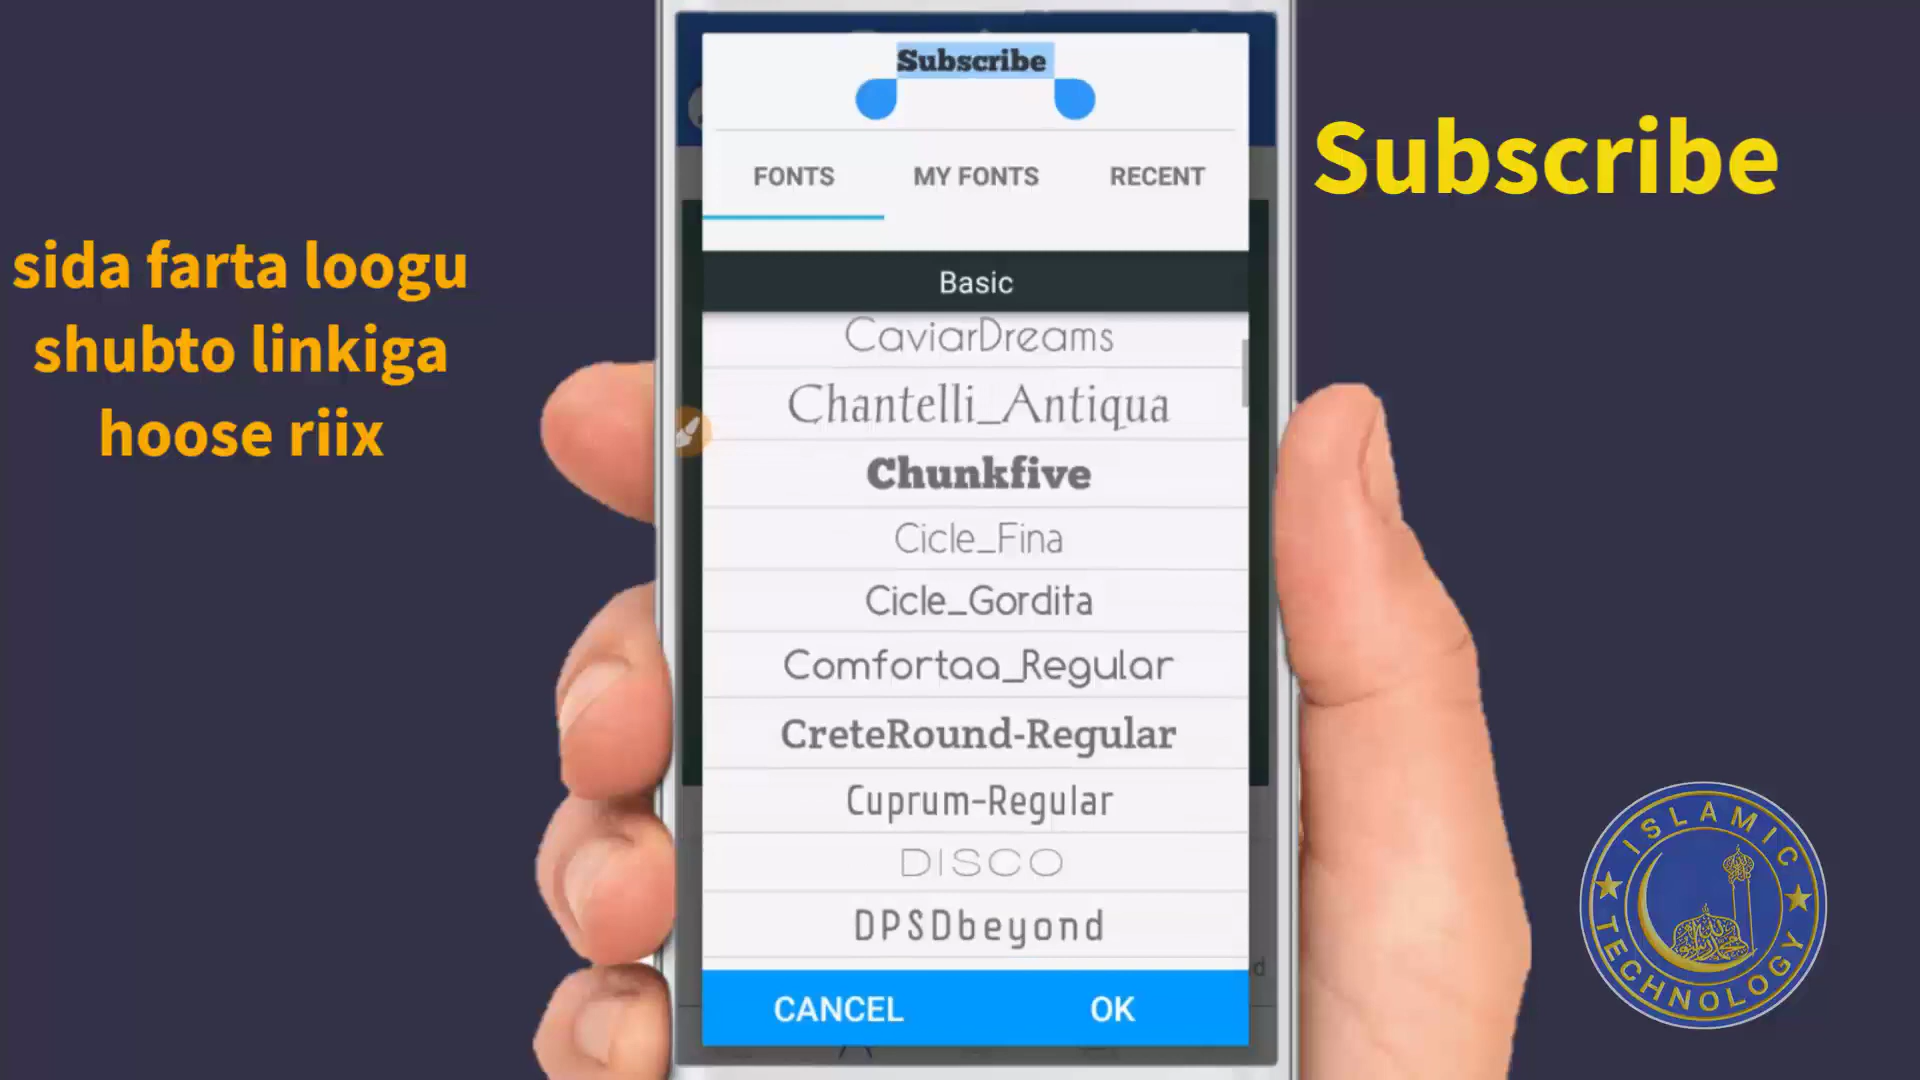 Subscribe
FONTS MY FONTS RECENT
Basic
CaviarDreams
Chantelli_Antiqua
Chunkfive
Cicle_Fina
Cicle_Gordita
Comfortaa_Regular
CreteRound-Regular
Cuprum-Regular
DISCO
DPSDbeyond
CANCEL OK
sida farta loogu
shubto linkiga
hoose riix
Subscribe
ISLAMIC
TECHNOLOGY